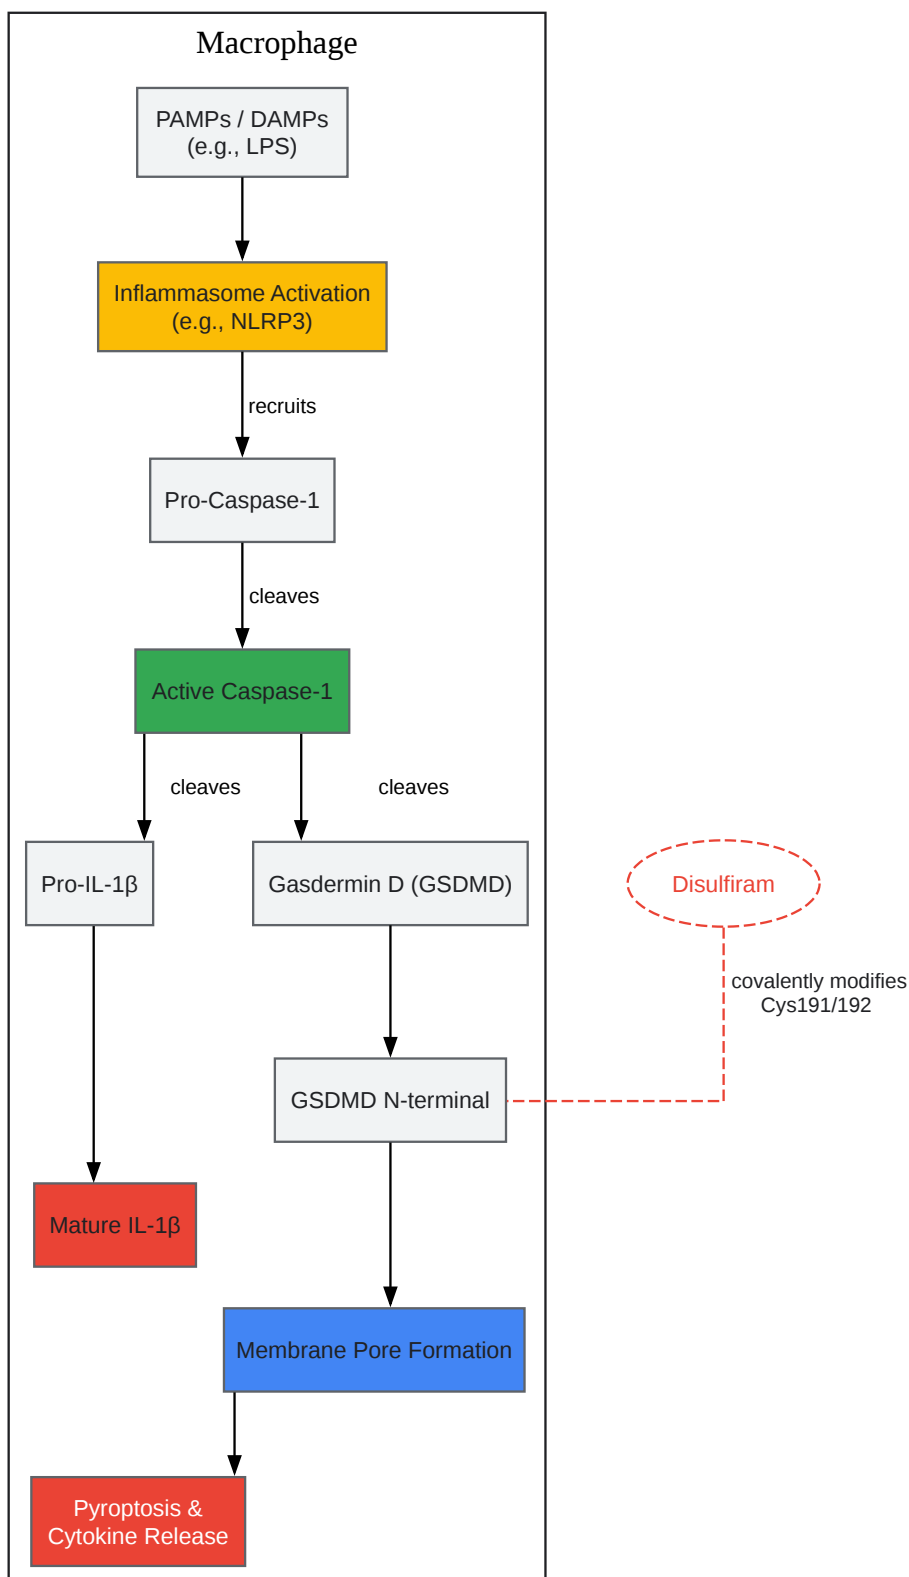 Macrophage
PAMPs / DAMPs
(e.g., LPS)
Inflammasome Activation
(e.g., NLRP3)
recruits
Pro-Caspase-1
cleaves
Active Caspase-1
cleaves
cleaves
Pro-IL-1β
Gasdermin D (GSDMD)
Disulfiram
covalently modifies
Cys191/192
GSDMD N-terminal
Mature IL-1β
Membrane Pore Formation
Pyroptosis &
Cytokine Release